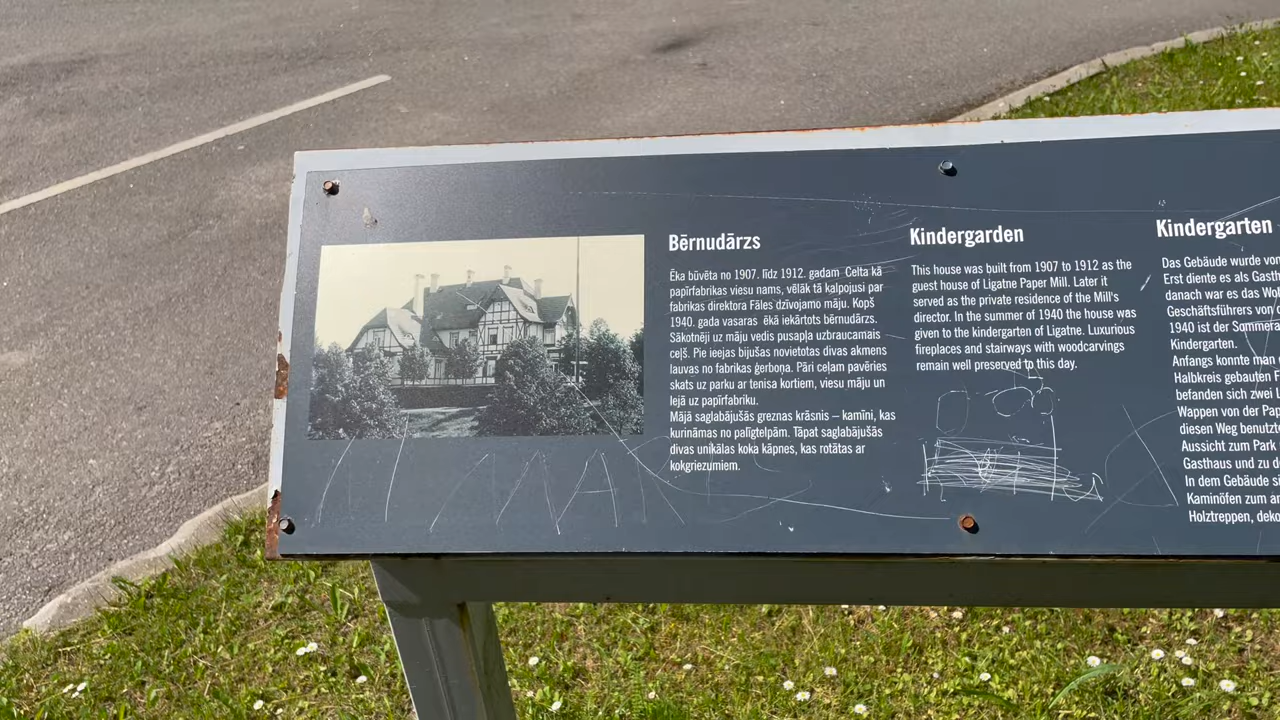 Bērnudārzs
Ēka būvēta no 1907. līdz 1912. gadam. Celta kā
papīrfabrikas viesu nams, vēlāk tā kalpojusi par
fabrikas direktora Fāles dzīvojamo māju. Kopš
1940. gada vasaras ēkā iekārtots bērnudārzs.
Sākotnēji uz māju vedis pusapļa uzbraucamais
ceļš. Pie ieejas bijušas novietotas divas akmens
lauvas no fabrikas ģerboņa. Pāri ceļam pavēries
skats uz parku ar tenisa kortiem, viesu māju un
lejā uz papīrfabriku.
Mājā saglabājušās greznas krāsnis – kamīni, kas
kurināmas no palīgtelpām. Tāpat saglabājušās
divas unikālas koka kāpnes, kas rotātas ar
kokgriezumiem.
Kindergarden
This house was built from 1907 to 1912 as the
guest house of Ligatne Paper Mill. Later it
served as the private residence of the Mill's
director. In the summer of 1940 the house was
given to the kindergarten of Ligatne. Luxurious
fireplaces and stairways with woodcarvings
remain well preserved to this day.
Kindergarten
Das Gebäude wurde von
Erst diente es als
danach war es das
Geschäftsführers von
1940 ist der Sommera
Kindergarten.
Anfangs konnte man
Halbkreis gebauten
befanden sich zwei
Wappen von der
diesen Weg
Aussicht zum Park
Gasthaus und zu
In dem Gebäude
Kaminöfen zum
Holztreppen,